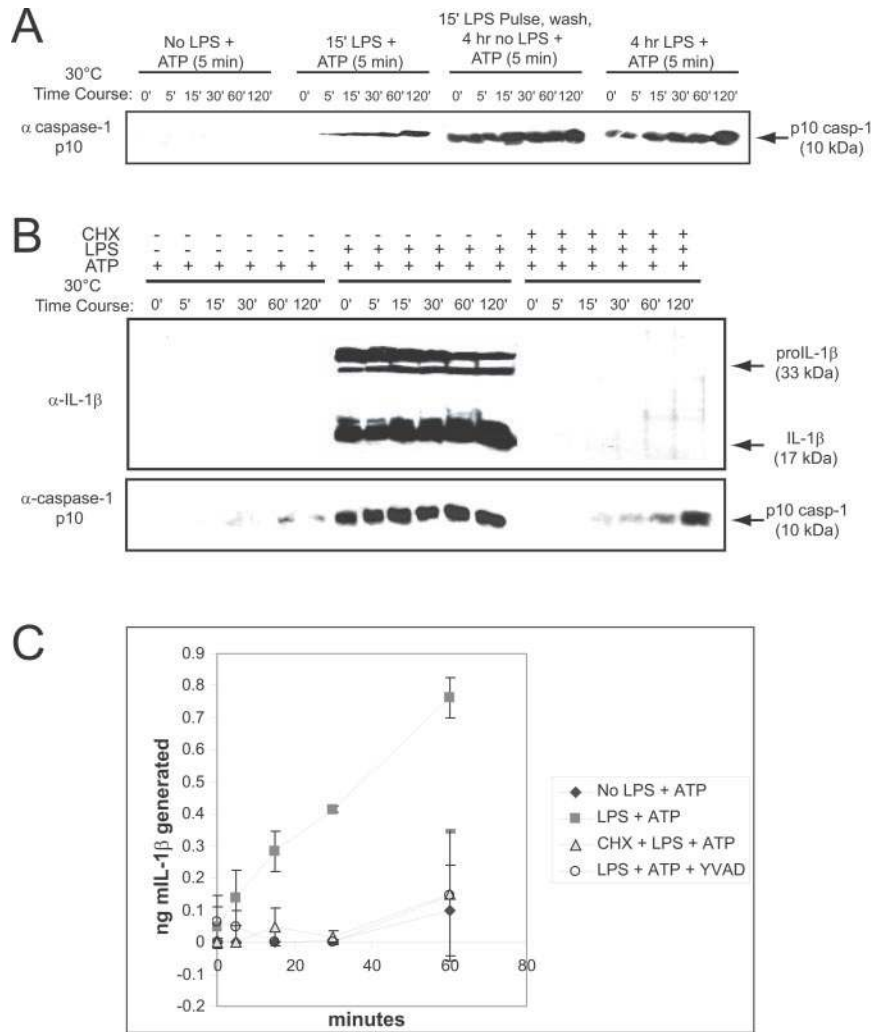 A
No LPS +
ATP (5 min)
15' LPS +
ATP (5 min)
15' LPS Pulse, wash,
4 hr no LPS +
ATP (5 min)
4 hr LPS +
ATP (5 min)
30°C
Time Course: 0' 5' 15' 30' 60' 120' 0' 5' 15' 30' 60' 120' 0' 5' 15' 30' 60' 120' 0' 5' 15' 30' 60' 120'
α caspase-1
p10
p10 casp-1
(10 kDa)
B
CHX - - - - - - - - - - - - + + + + + +
LPS - - - - - - + + + + + + + + + + + +
ATP + + + + + + + + + + + + + + + + + +
30°C
Time Course: 0' 5' 15' 30' 60' 120' 0' 5' 15' 30' 60' 120' 0' 5' 15' 30' 60' 120'
α-IL-1β
proIL-1β
(33 kDa)
IL-1β
(17 kDa)
α-caspase-1
p10
p10 casp-1
(10 kDa)
C
ng mIL-1β generated
0.9
0.8
0.7
0.6
0.5
0.4
0.3
0.2
0.1
0
-0.1
-0.2
0 20 40 60 80
minutes
No LPS + ATP
LPS + ATP
CHX + LPS + ATP
LPS + ATP + YVAD